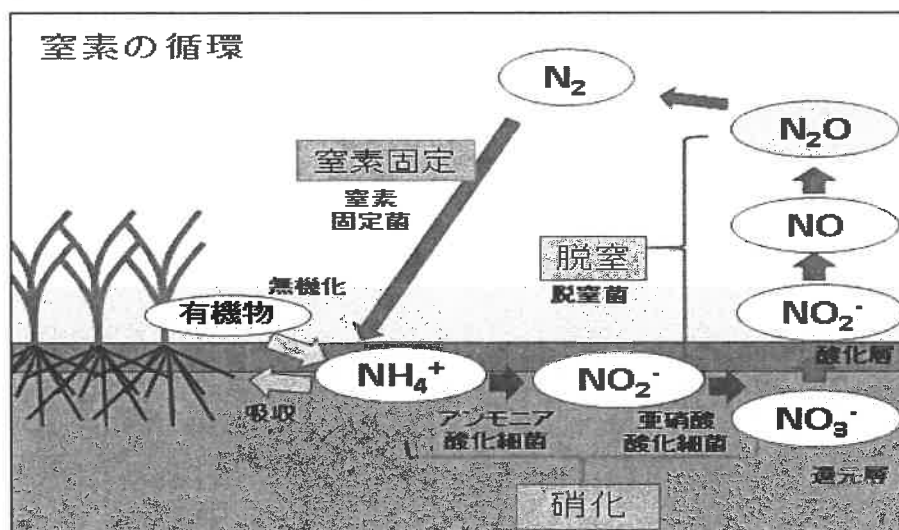 窒素の循環
N₂
N₂O
窒素固定
窒素
固定菌
NO
脱窒
脱窒菌
無機化
有機物
NO₂⁻
酸化層
NH₄⁺
NO₂⁻
NO₃⁻
吸収
アンモニア
酸化細菌
亜硝酸
酸化細菌
還元層
硝化